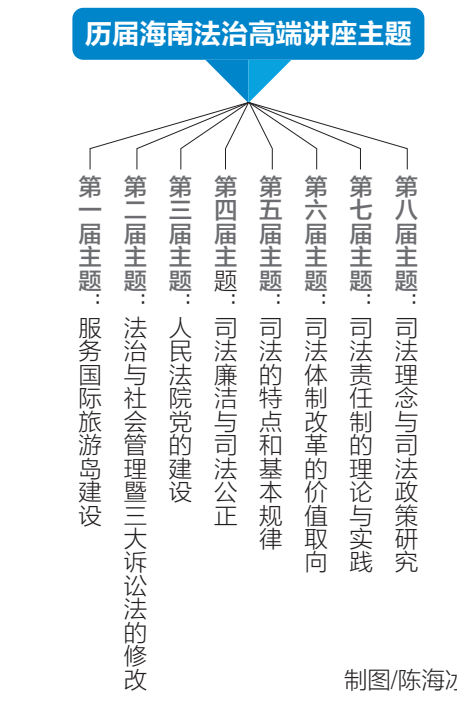 历届海南法治高端讲座主题
第一届主题：服务国际旅游岛建设
第二届主题：法治与社会管理暨三大诉讼法的修改
第三届主题：人民法院党的建设
第四届主题：司法廉洁与司法公正
第五届主题：司法的特点和基本规律
第六届主题：司法体制改革的价值取向
第七届主题：司法责任制的理论与实践
第八届主题：司法理念与司法政策研究
制图/陈海冰